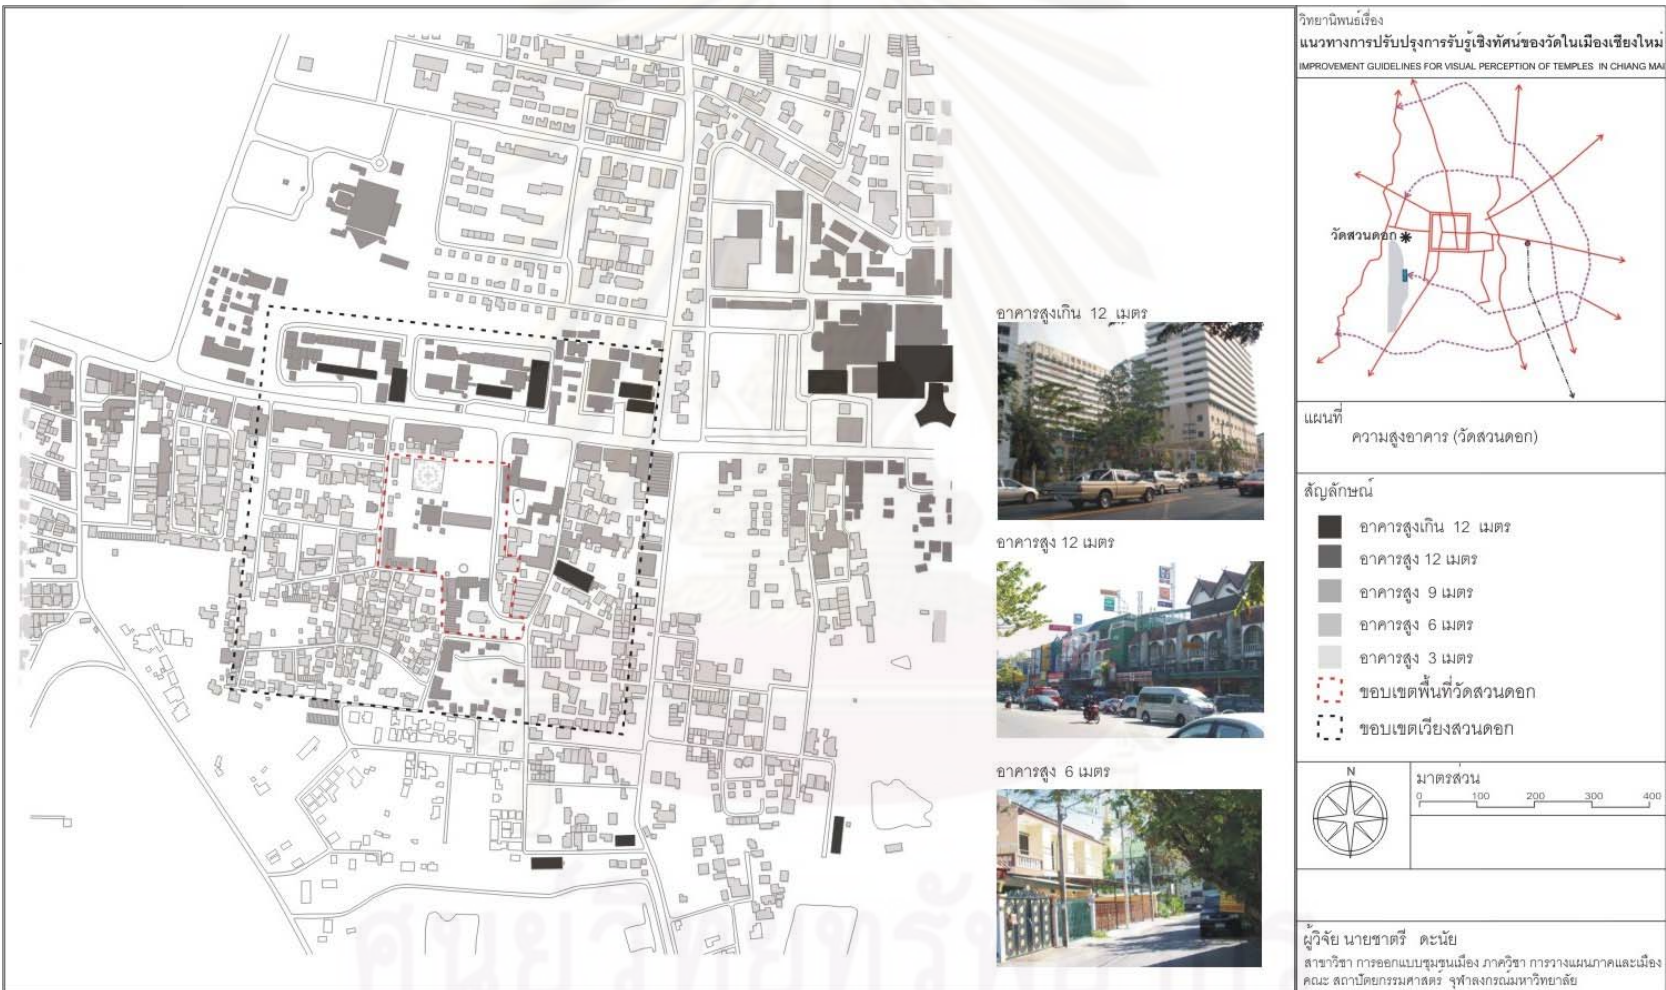 วิทยานิพนธ์เรื่อง
แนวทางการปรับปรุงการรับรู้เชิงทัศน์ของวัดในเมืองเชียงใหม่
IMPROVEMENT GUIDELINES FOR VISUAL PERCEPTION OF TEMPLES IN CHIANG MAI
วัดสวนดอก
อาคารสูงเกิน 12 เมตร
อาคารสูง 12 เมตร
อาคารสูง 6 เมตร
แผนที่
ความสูงอาคาร (วัดสวนดอก)
สัญลักษณ์
อาคารสูงเกิน 12 เมตร
อาคารสูง 12 เมตร
อาคารสูง 9 เมตร
อาคารสูง 6 เมตร
อาคารสูง 3 เมตร
ขอบเขตพื้นที่วัดสวนดอก
ขอบเขตเวียงสวนดอก
N
มาตรส่วน
0 100 200 300 400
ผู้วิจัย นายชาตรี ดะนัย
สาขาวิชา การออกแบบชุมชนเมือง ภาควิชา การวางแผนภาคและเมือง
คณะ สถาปัตยกรรมศาสตร์ จุฬาลงกรณ์มหาวิทยาลัย
ศูนย์วิทยทรัพยากร